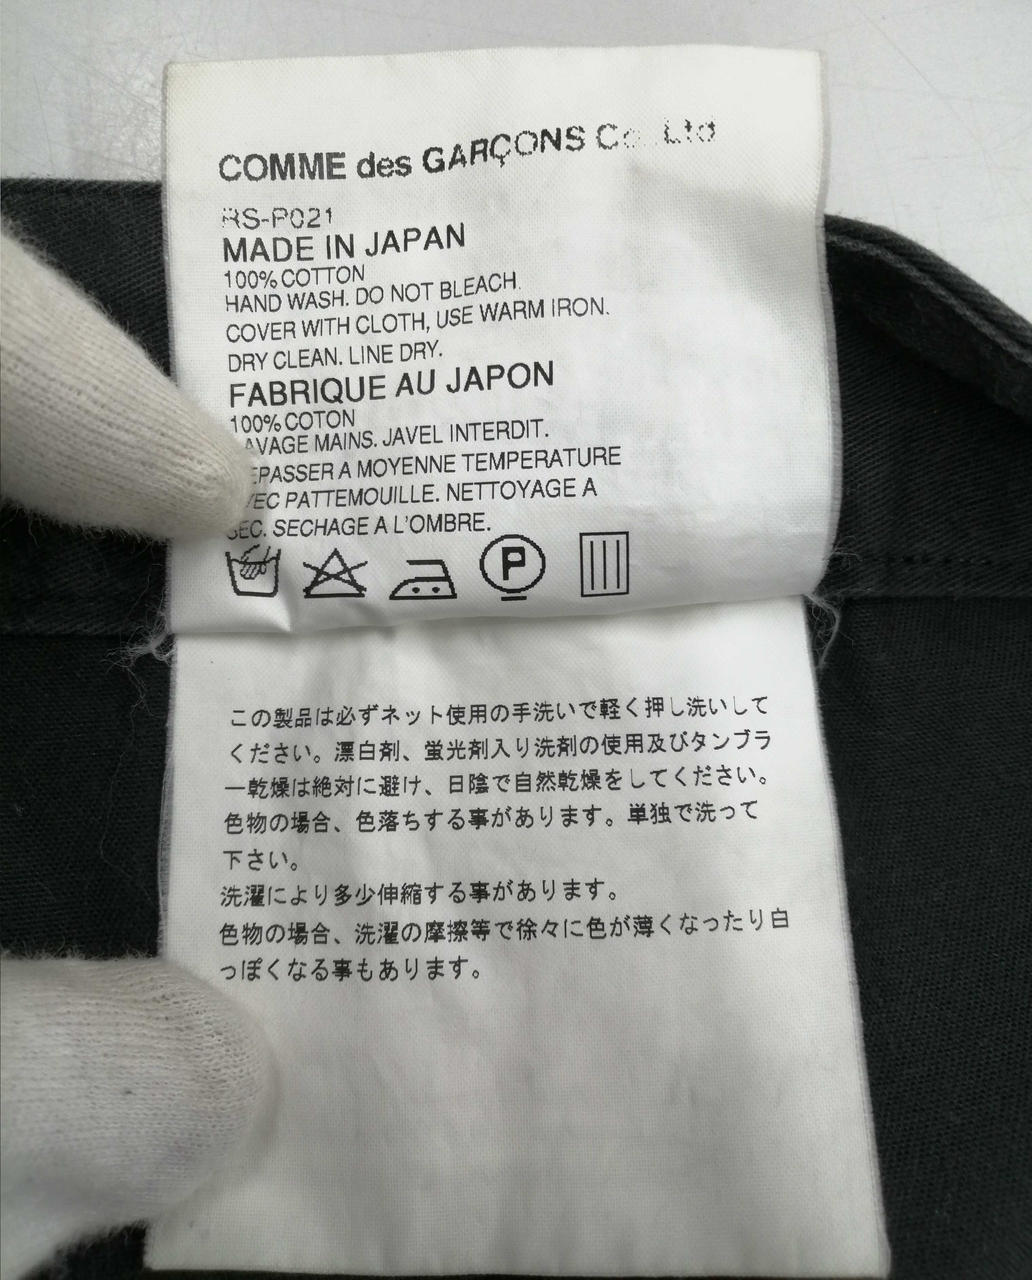 COMME des GARÇONS Co. Ltd
RS-P021
MADE IN JAPAN
100% COTTON
HAND WASH. DO NOT BLEACH.
COVER WITH CLOTH, USE WARM IRON.
DRY CLEAN. LINE DRY.
FABRIQUE AU JAPON
100% COTON
AVAGE MAINS. JAVEL INTERDIT.
EPASSER A MOYENNE TEMPERATURE
VEC PATTEMOUILLE. NETTOYAGE A
SEC. SECHAGE A L'OMBRE.
P
この製品は必ずネット使用の手洗いで軽く押し洗いして
ください。漂白剤、蛍光剤入り洗剤の使用及びタンブラ
ー乾燥は絶対に避け、日陰で自然乾燥をしてください。
色物の場合、色落ちする事があります。単独で洗って
下さい。
洗濯により多少伸縮する事があります。
色物の場合、洗濯の摩擦等で徐々に色が薄くなったり白
っぽくなる事もあります。